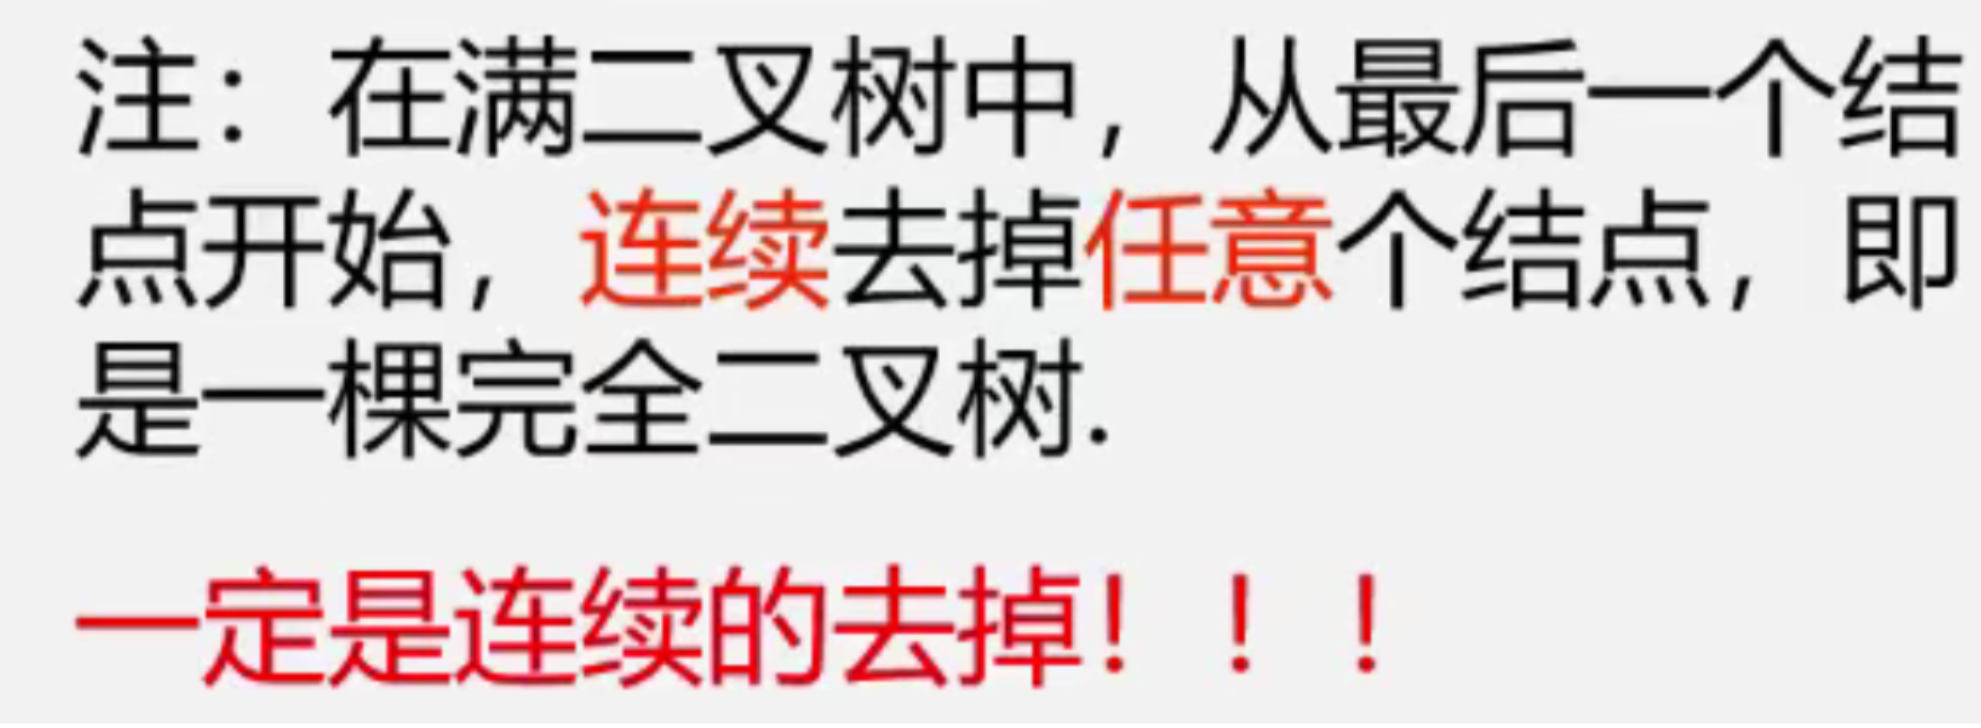 注：在满二叉树中，从最后一个结
点开始，连续去掉任意个结点，即
是一棵完全二叉树.
一定是连续的去掉！！！